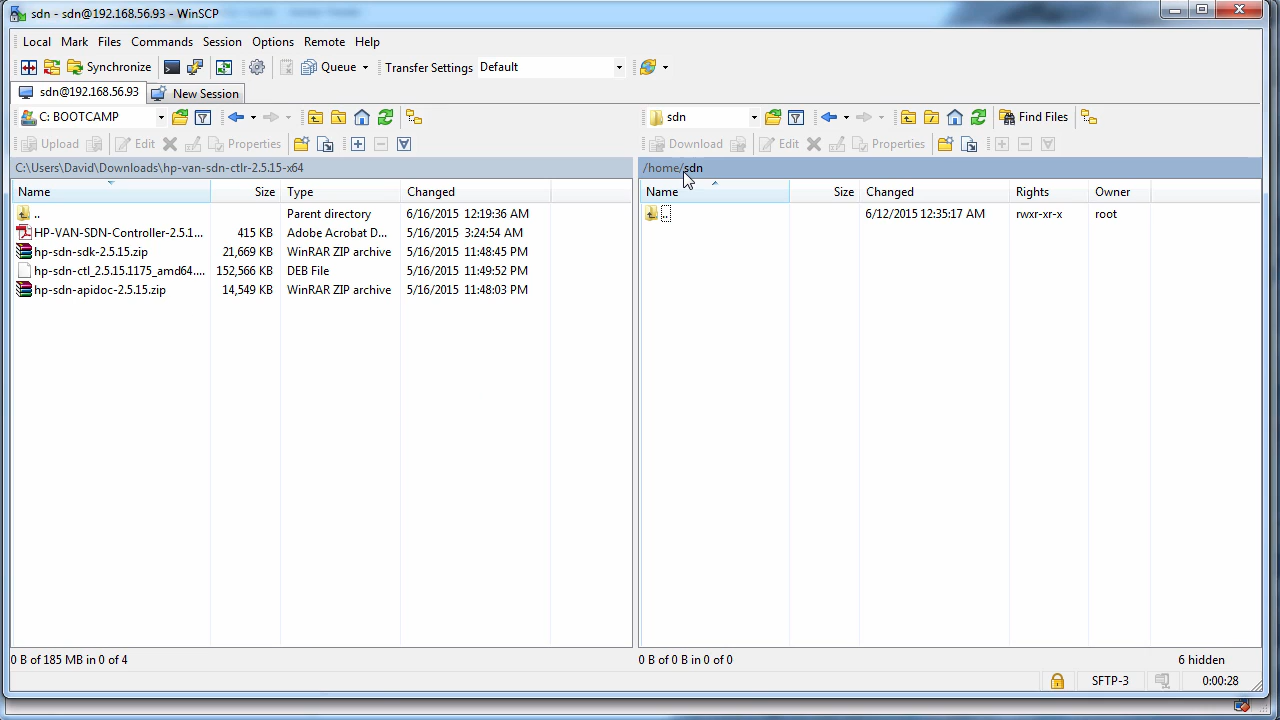 sdn - sdn@192.168.56.93 - WinSCP
Local Mark Files Commands Session Options Remote Help
Synchronize Queue Transfer Settings Default
sdn@192.168.56.93 New Session
C: BOOTCAMP sdn Find Files
Upload Edit Properties Download Edit Properties
C:\Users\David\Downloads\hp-van-sdn-ctlr-2.5.15-x64 /home/sdn
Name Size Type Changed Name Size Changed Rights Owner
.. Parent directory 6/16/2015 12:19:36 AM .. 6/12/2015 12:35:17 AM rwxr-xr-x root
HP-VAN-SDN-Controller-2.5.1... 415 KB Adobe Acrobat D... 5/16/2015 3:24:54 AM
hp-sdn-sdk-2.5.15.zip 21,669 KB WinRAR ZIP archive 5/16/2015 11:48:45 PM
hp-sdn-ctl_2.5.15.1175_amd64.... 152,566 KB DEB File 5/16/2015 11:49:52 PM
hp-sdn-apidoc-2.5.15.zip 14,549 KB WinRAR ZIP archive 5/16/2015 11:48:03 PM
0 B of 185 MB in 0 of 4 0 B of 0 B in 0 of 0 6 hidden
SFTP-3 0:00:28